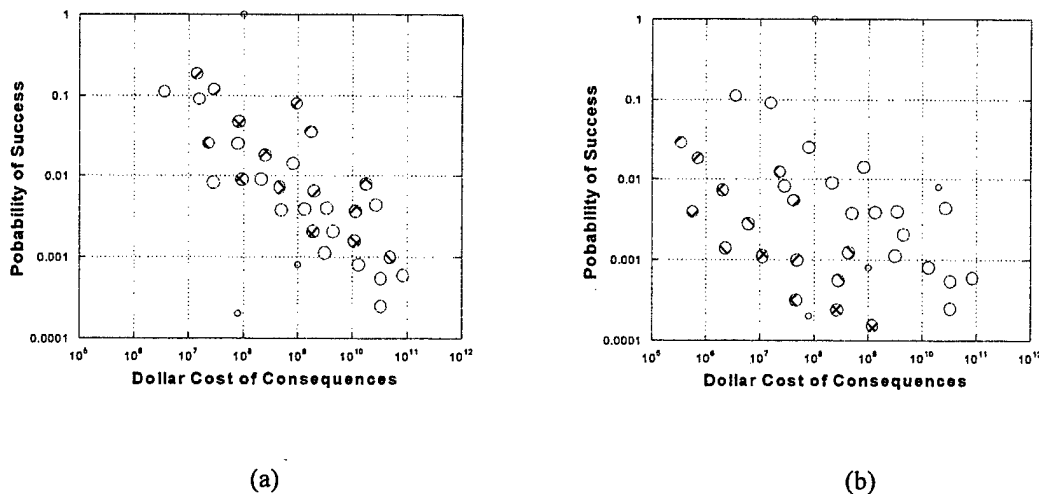 1
0.1
0.01
0.001
0.0001
Pobability of Success
10⁵ 10⁶ 10⁷ 10⁸ 10⁹ 10¹⁰ 10¹¹ 10¹²
Dollar Cost of Consequences
(a)
1
0.1
0.01
0.001
0.0001
Pobability of Success
10⁵ 10⁶ 10⁷ 10⁸ 10⁹ 10¹⁰ 10¹¹ 10¹²
Dollar Cost of Consequences
(b)